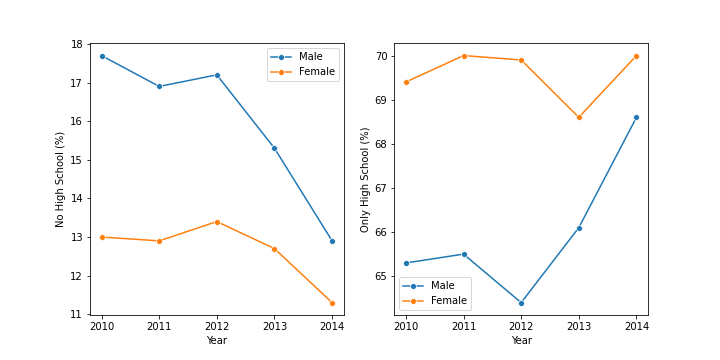 18
17
16
15
14
13
12
11
No High School (%)
2010 2011 2012 2013 2014
Year
Male
Female
70
69
68
67
66
65
Only High School (%)
2010 2011 2012 2013 2014
Year
Male
Female